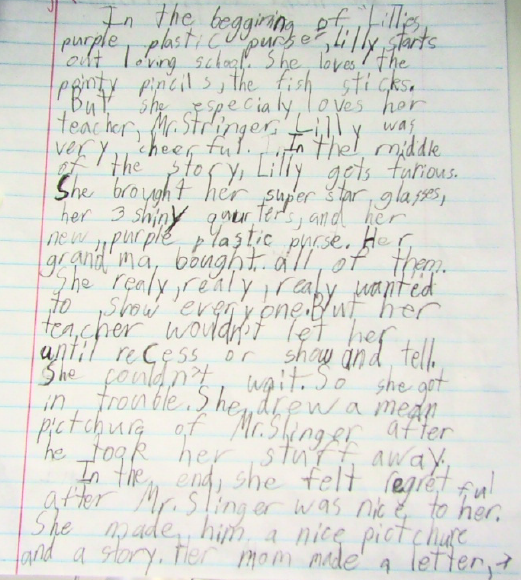 In the beggining of "Lillies
purple plastic purse, Lilly starts
out loving school. She loves the
pointy pincils, the fish sticks.
But she especialy loves her
teacher, Mr. Stringer. Lilly was
very cheerful. In the middle
of the story, Lilly gets furious.
She brought her super star glasses,
her 3 shiny quurters, and her
new purple plastic purse. Her
grandma bought all of them.
She realy, realy, realy wanted
to show everyone. But her
teacher wouldn't let her
until recess or show and tell.
She couldn't wait. So she got
in trouble. She drew a mean
pictchure of Mr. Slinger after
he took her stuff away.
In the end, she felt regretful
after Mr. Slinger was nice to her.
She made him a nice pictchure
and a story. Her mom made a letter, →